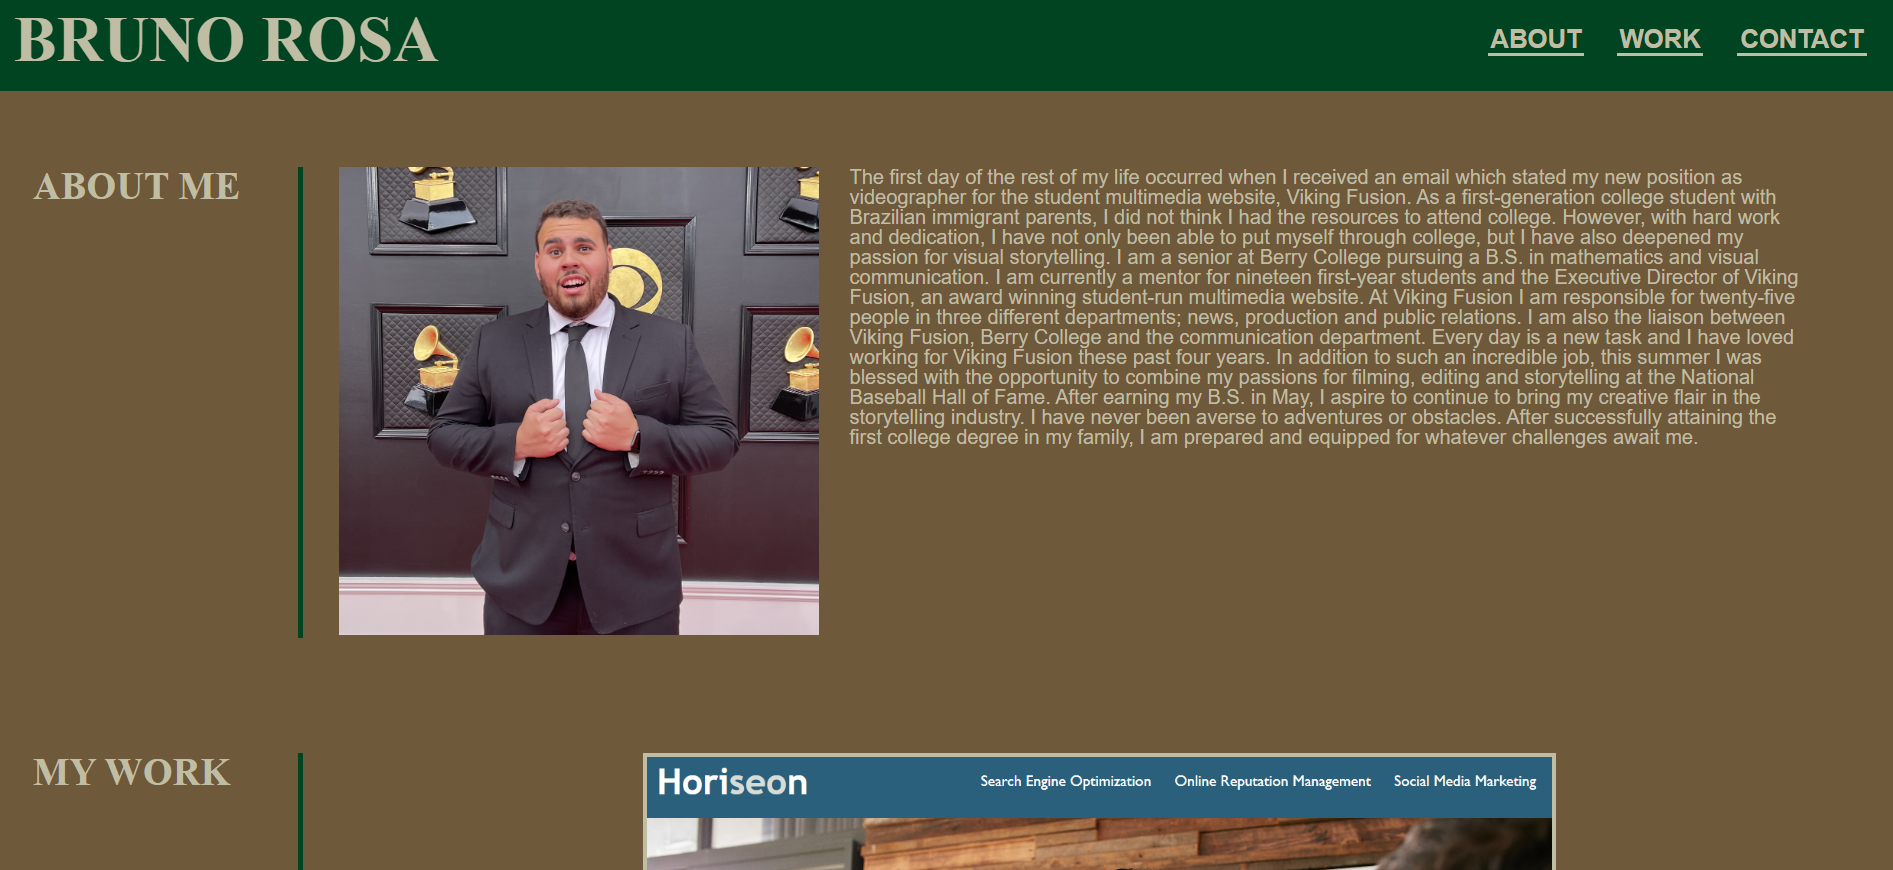 BRUNO ROSA
ABOUT WORK CONTACT
ABOUT ME
The first day of the rest of my life occurred when I received an email which stated my new position as
videographer for the student multimedia website, Viking Fusion. As a first-generation college student with
Brazilian immigrant parents, I did not think I had the resources to attend college. However, with hard work
and dedication, I have not only been able to put myself through college, but I have also deepened my
passion for visual storytelling. I am a senior at Berry College pursuing a B.S. in mathematics and visual
communication. I am currently a mentor for nineteen first-year students and the Executive Director of Viking
Fusion, an award winning student-run multimedia website. At Viking Fusion I am responsible for twenty-five
people in three different departments; news, production and public relations. I am also the liaison between
Viking Fusion, Berry College and the communication department. Every day is a new task and I have loved
working for Viking Fusion these past four years. In addition to such an incredible job, this summer I was
blessed with the opportunity to combine my passions for filming, editing and storytelling at the National
Baseball Hall of Fame. After earning my B.S. in May, I aspire to continue to bring my creative flair in the
storytelling industry. I have never been averse to adventures or obstacles. After successfully attaining the
first college degree in my family, I am prepared and equipped for whatever challenges await me.
MY WORK
Horiseon
Search Engine Optimization Online Reputation Management Social Media Marketing